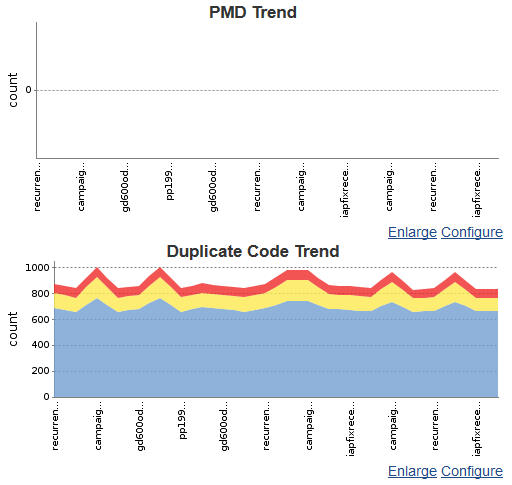 PMD Trend
count
0
recurren...
campaig...
gd600od...
pp199...
gd600od...
recurren...
campaig...
iapfixrece...
campaig...
recurren...
iapfixrece...
Enlarge Configure
Duplicate Code Trend
count
1000
800
600
400
200
0
recurren...
campaig...
gd600od...
pp199...
gd600od...
recurren...
campaig...
iapfixrece...
campaig...
recurren...
iapfixrece...
Enlarge Configure